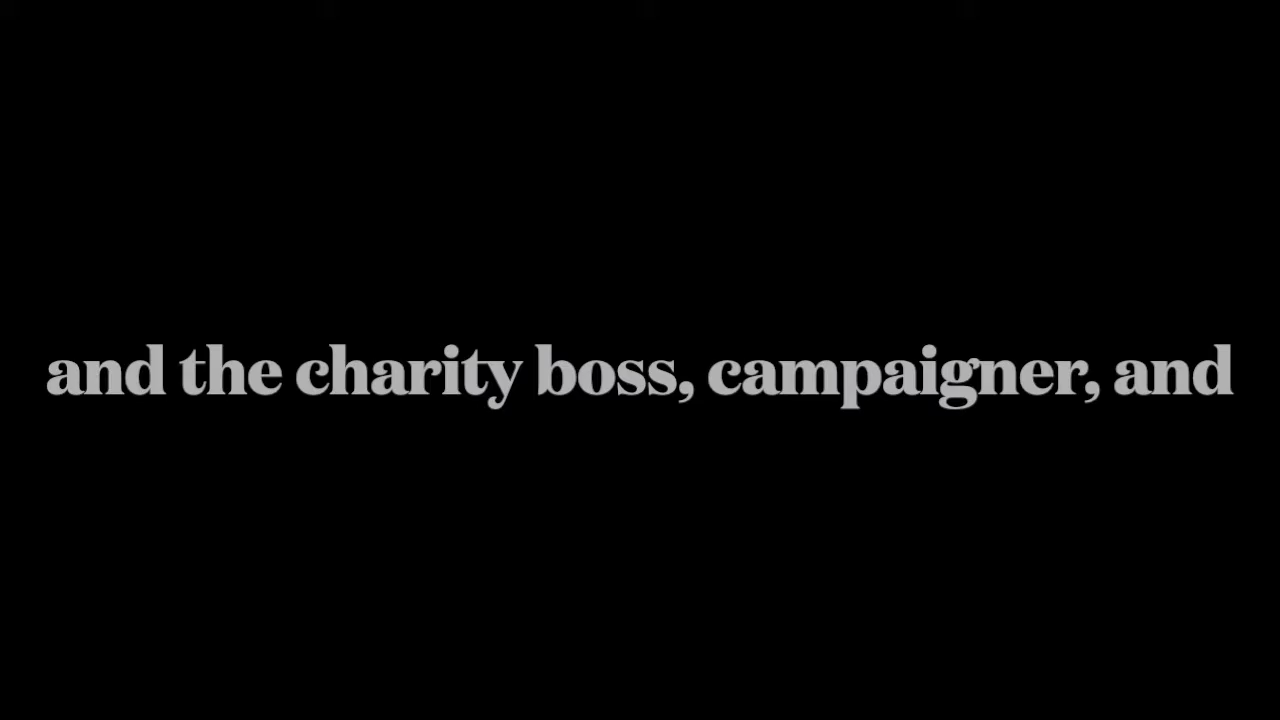 and the charity boss, campaigner, and